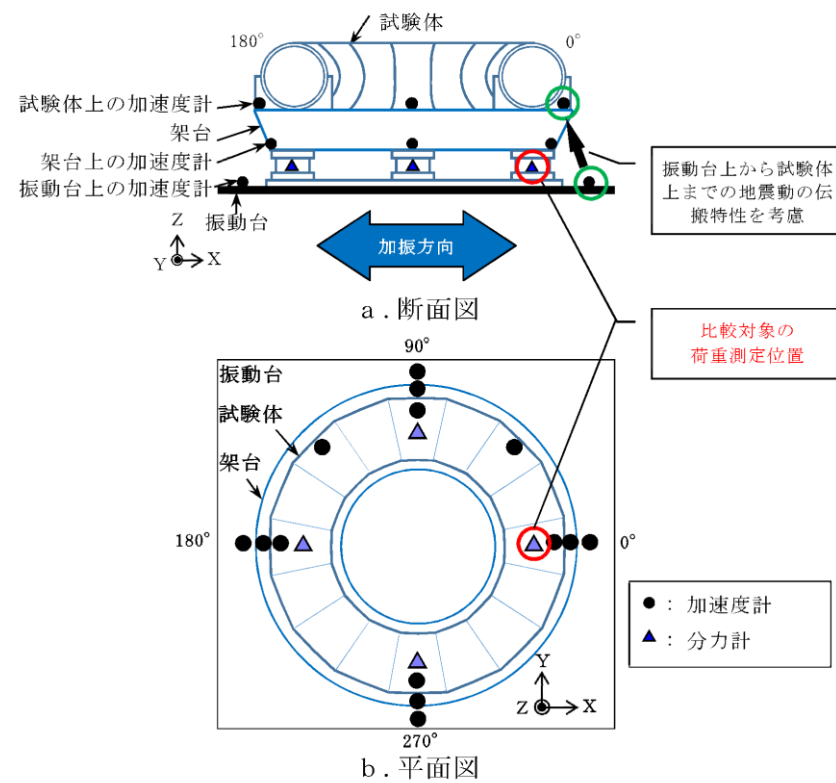 試験体
180°
0°
試験体上の加速度計
架台
架台上の加速度計
振動台上の加速度計
振動台
Z
Y
X
加振方向
振動台上から試験体
上までの地震動の伝
搬特性を考慮
a．断面図
比較対象の
荷重測定位置
90°
振動台
試験体
架台
180°
0°
●：加速度計
▲：分力計
Y
Z
X
270°
b．平面図